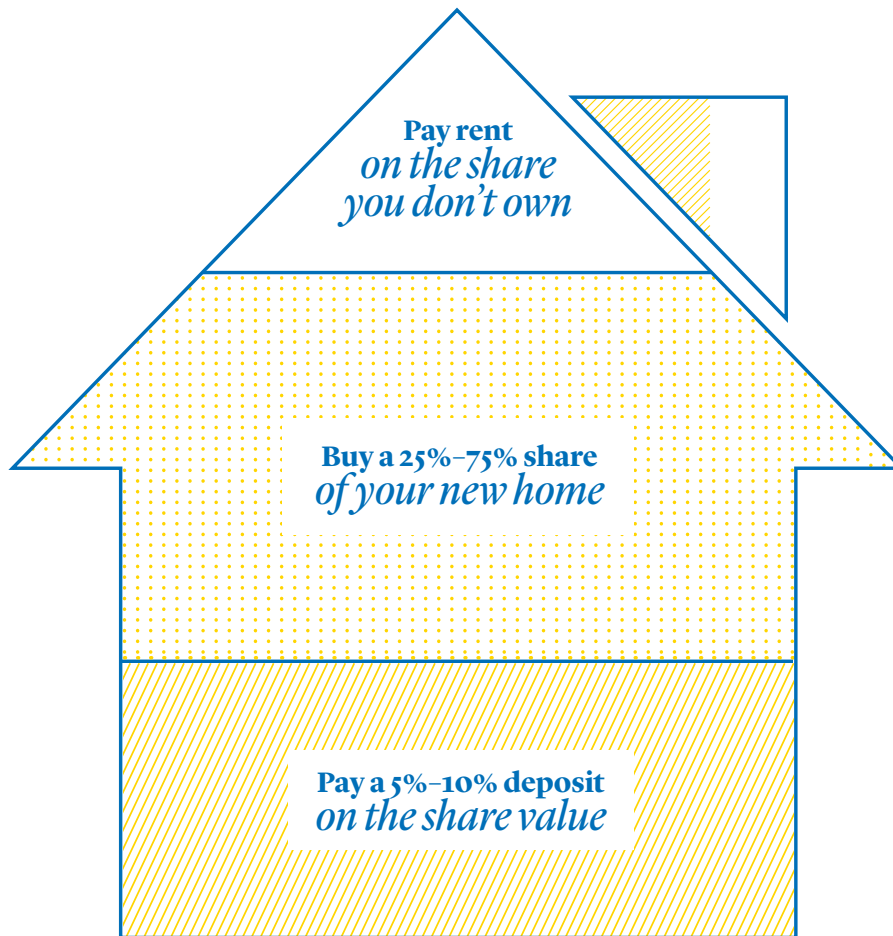 Pay rent
on the share
you don’t own
Buy a 25%–75% share
of your new home
Pay a 5%–10% deposit
on the share value